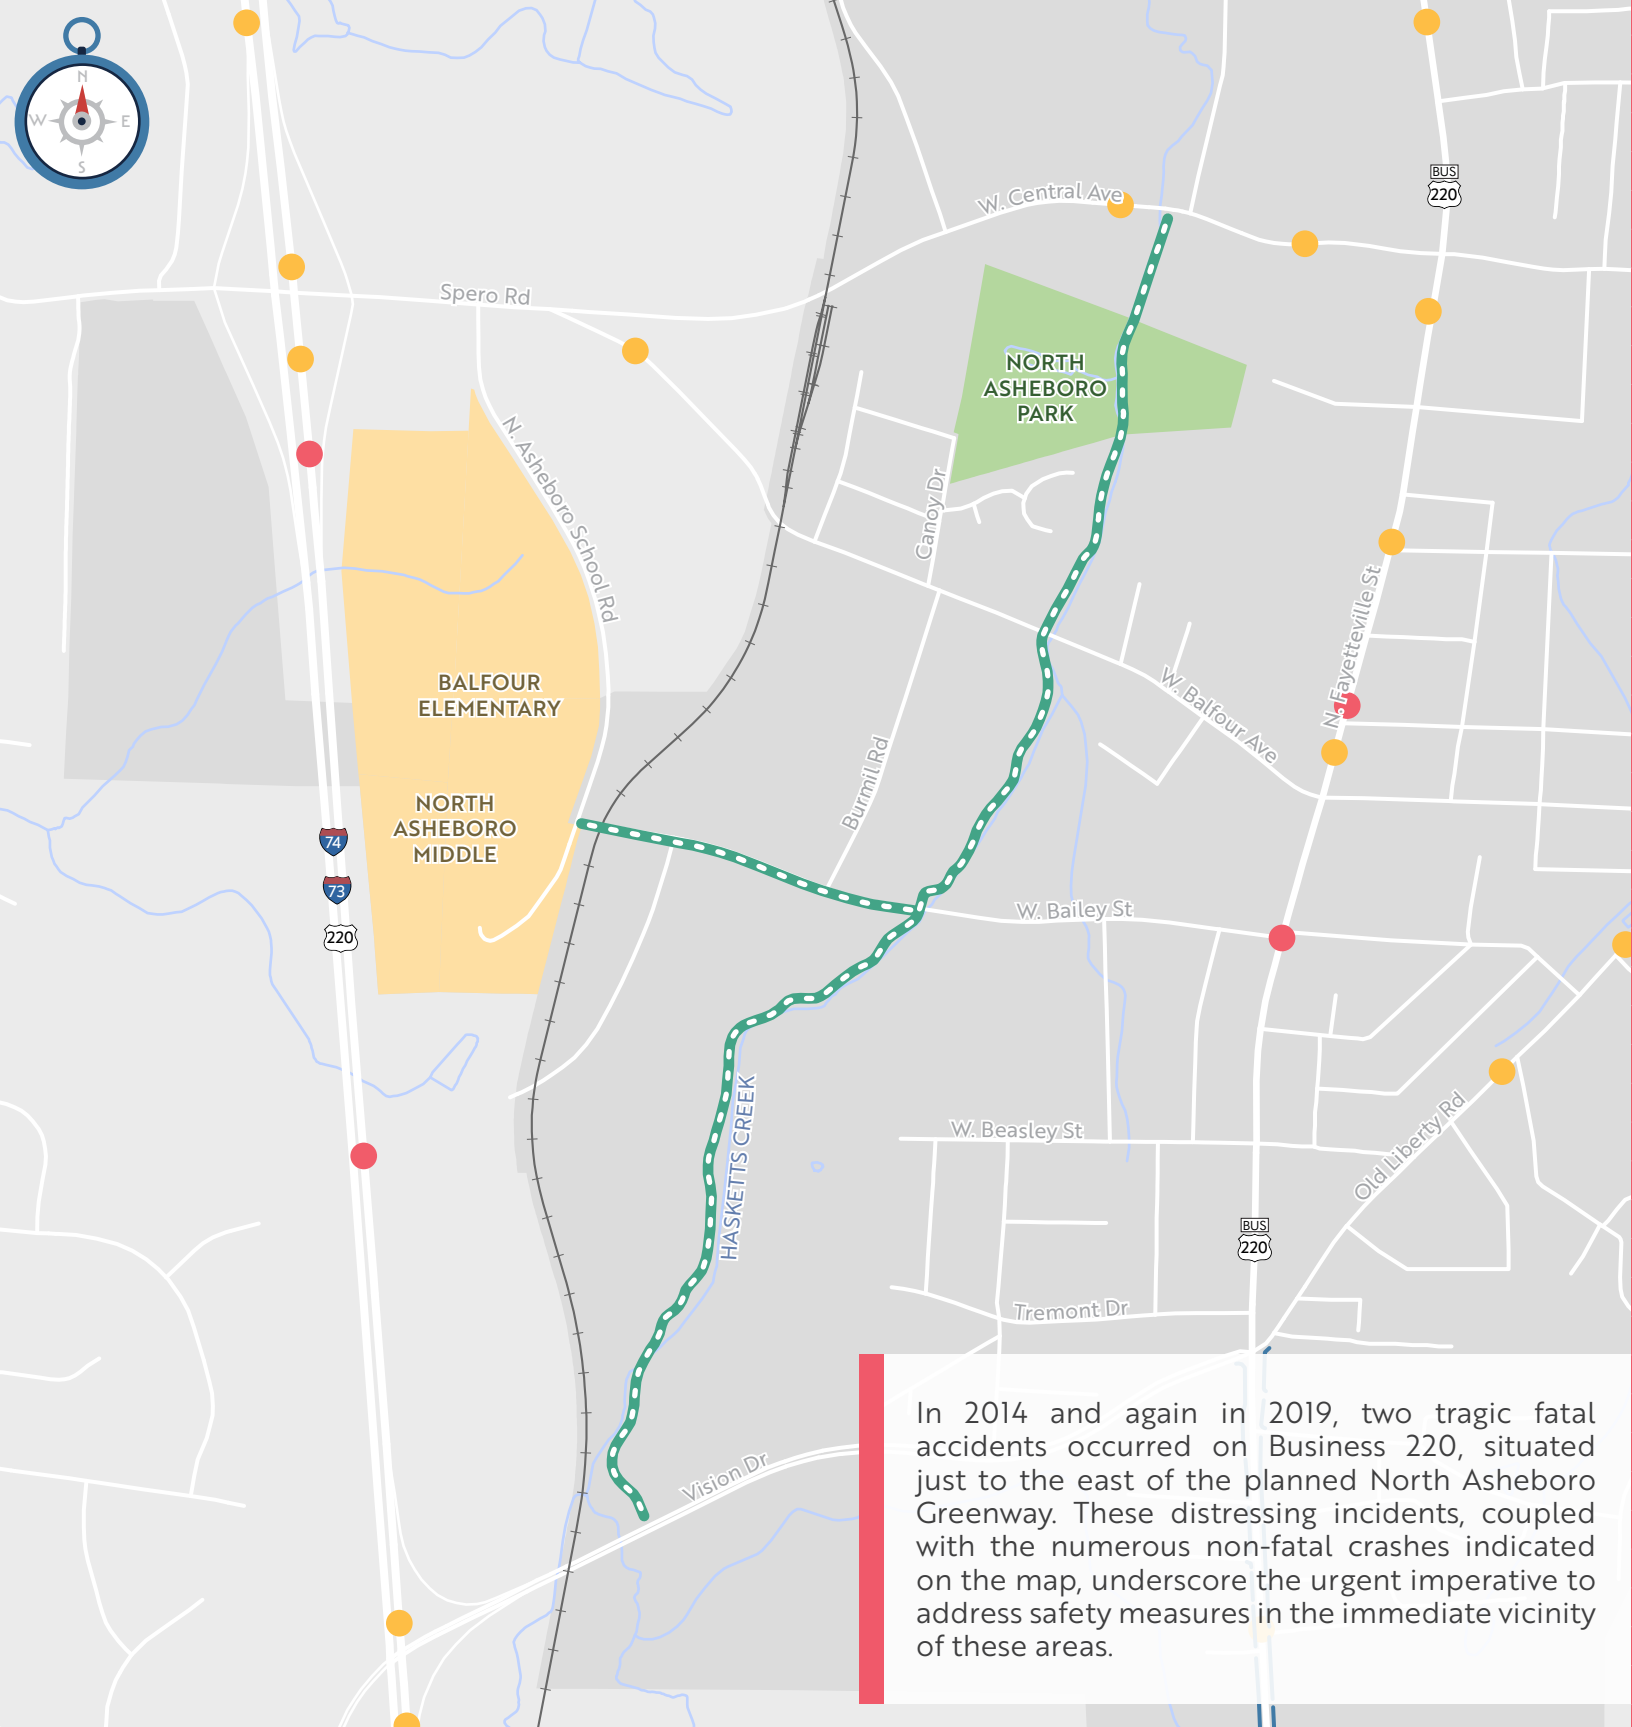 N
W
E
S
BUS
220
W. Central Ave
Spero Rd
NORTH
ASHEBORO
PARK
N. Asheboro School Rd
Canoy Dr
N. Fayetteville St
BALFOUR
ELEMENTARY
W. Balfour Ave
Burmil Rd
NORTH
ASHEBORO
MIDDLE
74
73
220
W. Bailey St
HASKETTS CREEK
W. Beasley St
Old Liberty Rd
BUS
220
Tremont Dr
Vision Dr
In 2014 and again in 2019, two tragic fatal
accidents occurred on Business 220, situated
just to the east of the planned North Asheboro
Greenway. These distressing incidents, coupled
with the numerous non-fatal crashes indicated
on the map, underscore the urgent imperative to
address safety measures in the immediate vicinity
of these areas.